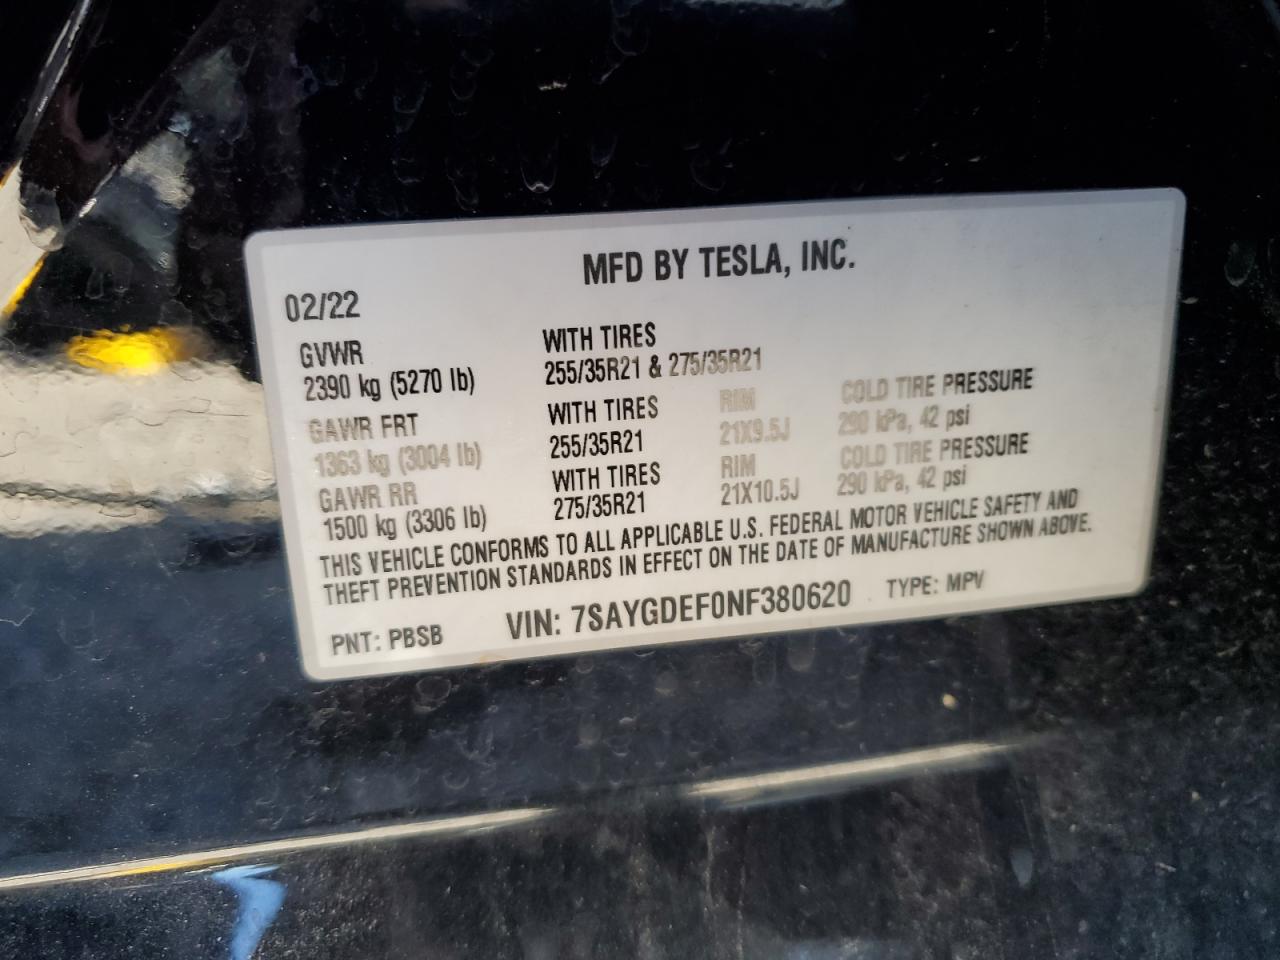 MFD BY TESLA, INC.
02/22
GVWR WITH TIRES
2390 kg (5270 lb) 255/35R21 & 275/35R21
GAWR FRT WITH TIRES RIM COLD TIRE PRESSURE
1363 kg (3004 lb) 255/35R21 21X9.5J 290 kPa, 42 psi
GAWR RR WITH TIRES RIM COLD TIRE PRESSURE
1500 kg (3306 lb) 275/35R21 21X10.5J 290 kPa, 42 psi
THIS VEHICLE CONFORMS TO ALL APPLICABLE U.S. FEDERAL MOTOR VEHICLE SAFETY AND
THEFT PREVENTION STANDARDS IN EFFECT ON THE DATE OF MANUFACTURE SHOWN ABOVE.
PNT: PBSB VIN: 7SAYGDEF0NF380620 TYPE: MPV